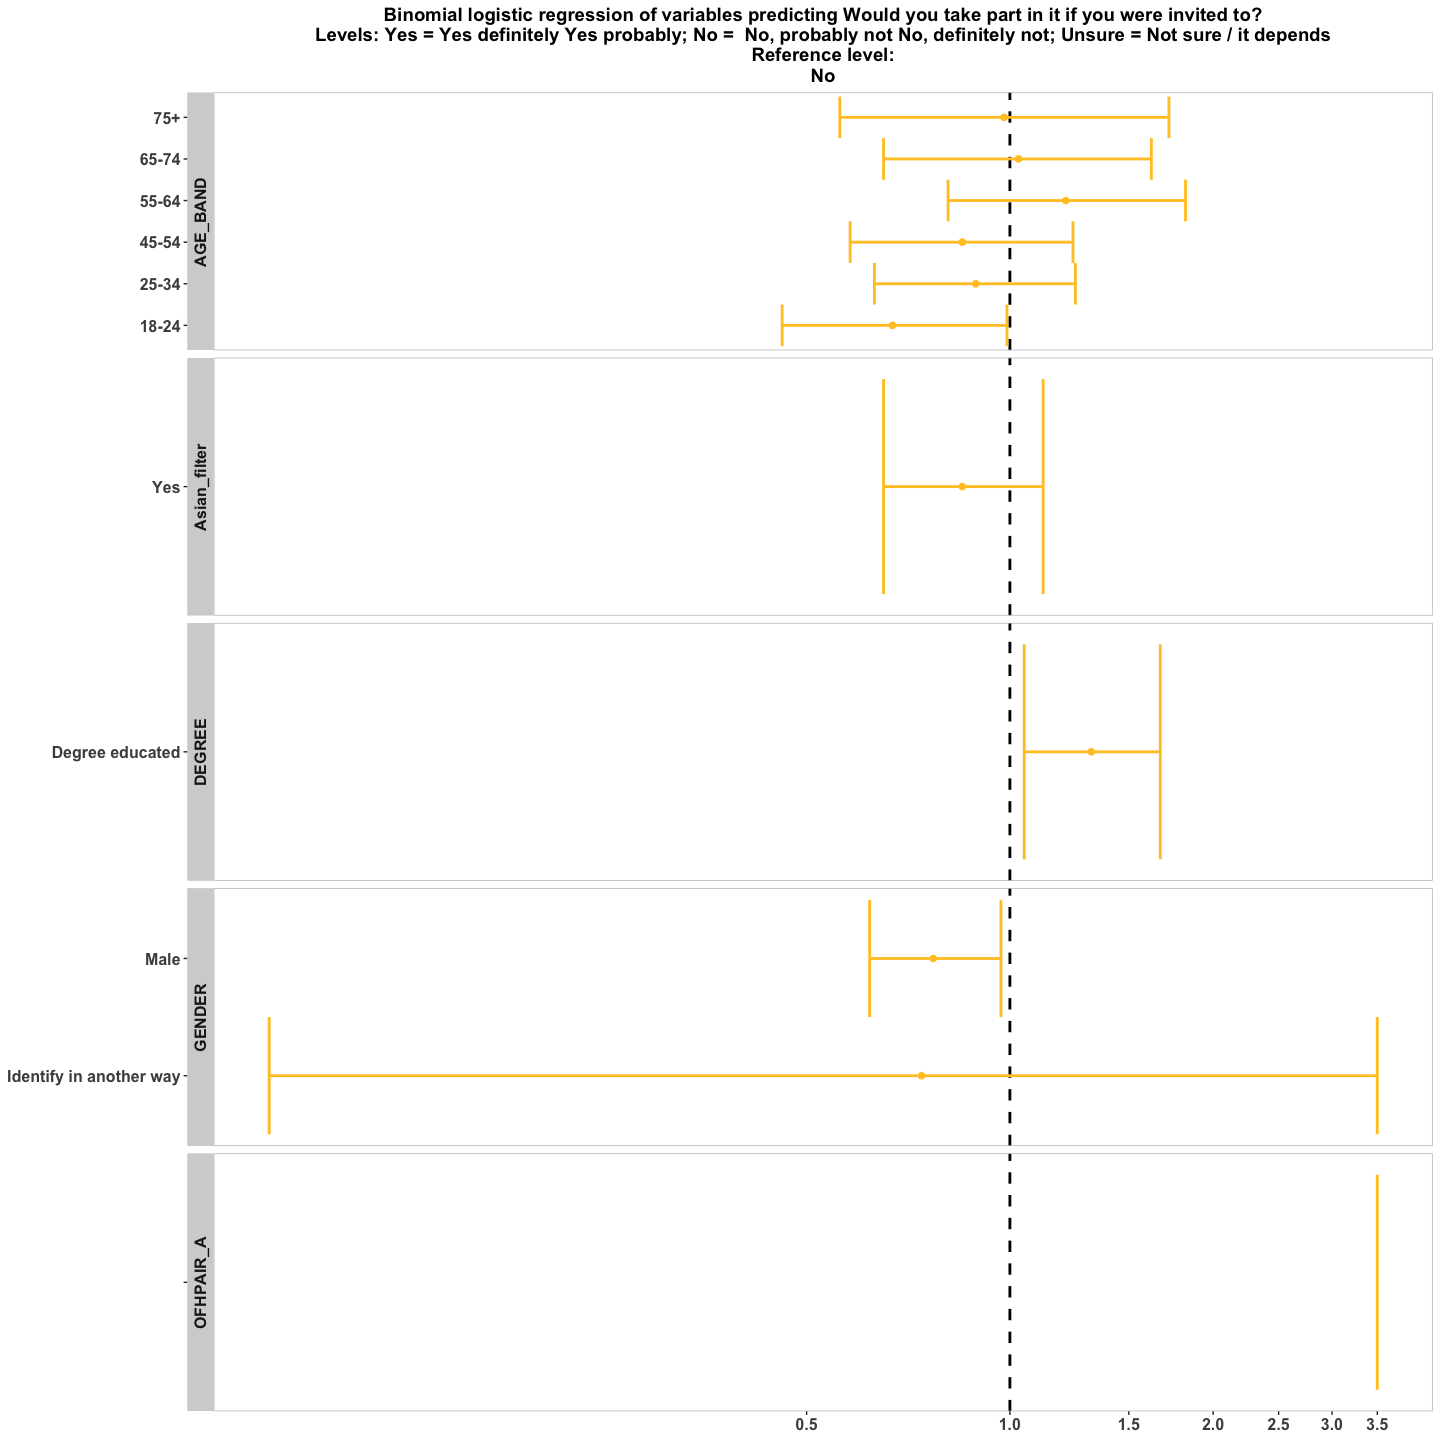 Binomial logistic regression of variables predicting Would you take part in it if you were invited to?
Levels: Yes = Yes definitely Yes probably; No =  No, probably not No, definitely not; Unsure = Not sure / it depends
Reference level:
No
AGE_BAND
75+
65-74
55-64
45-54
25-34
18-24
Asian_filter
Yes
DEGREE
Degree educated
GENDER
Male
Identify in another way
OFHPAIR_A
0.5
1.0
1.5
2.0
2.5
3.0
3.5